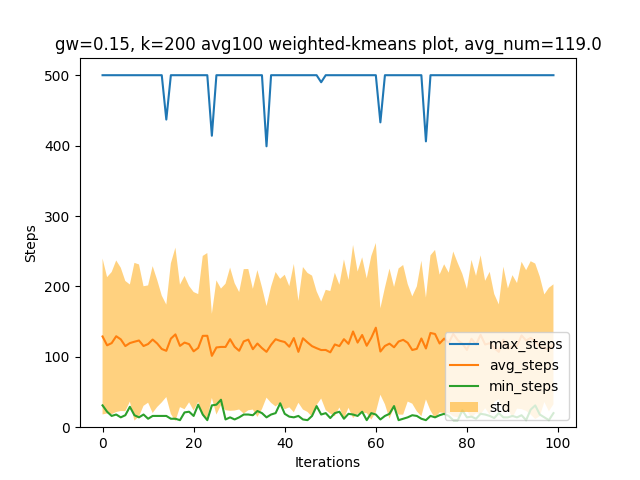 gw=0.15, k=200 avg100 weighted-kmeans plot, avg_num=119.0
500
400
300
200
100
0
Steps
0 20 40 60 80 100
Iterations
max_steps
avg_steps
min_steps
std